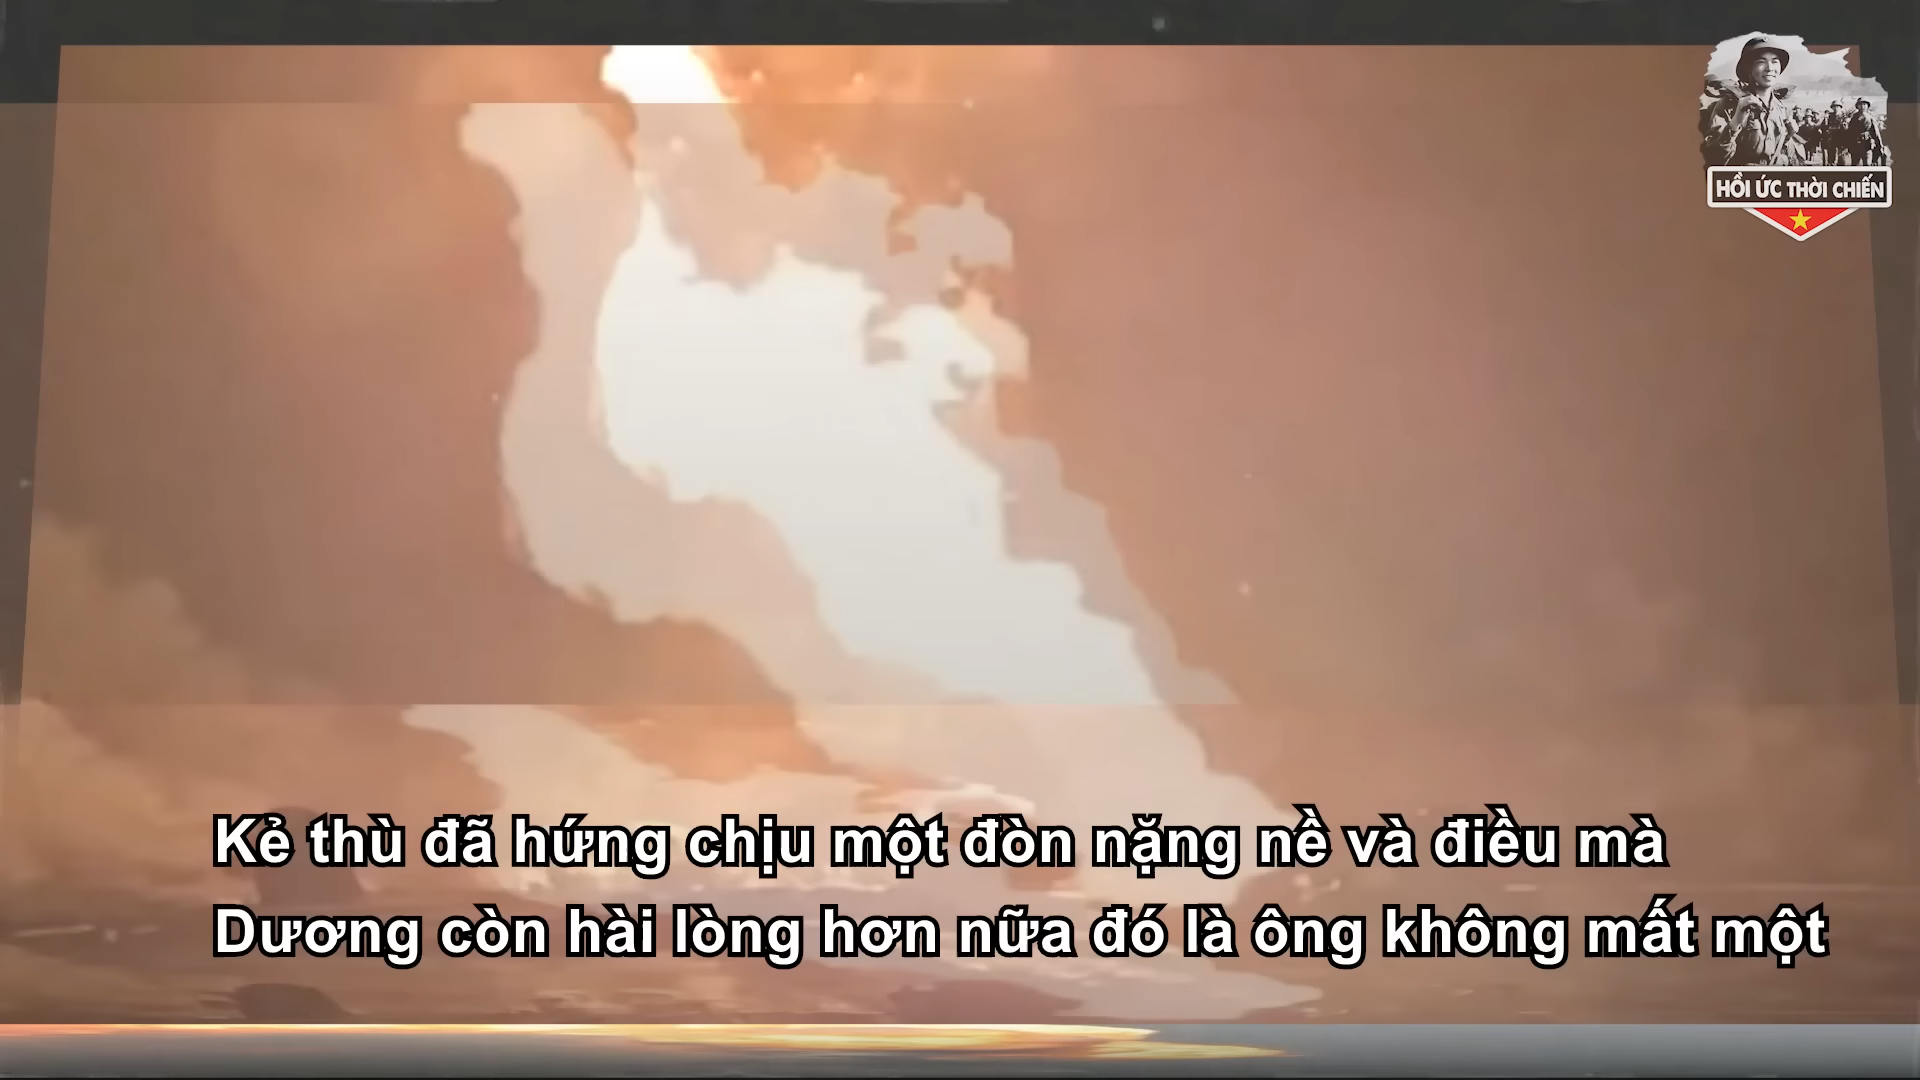 HỒI ỨC THỜI CHIẾN
Kẻ thù đã hứng chịu một đòn nặng nề và điều mà
Dương còn hài lòng hơn nữa đó là ông không mất một